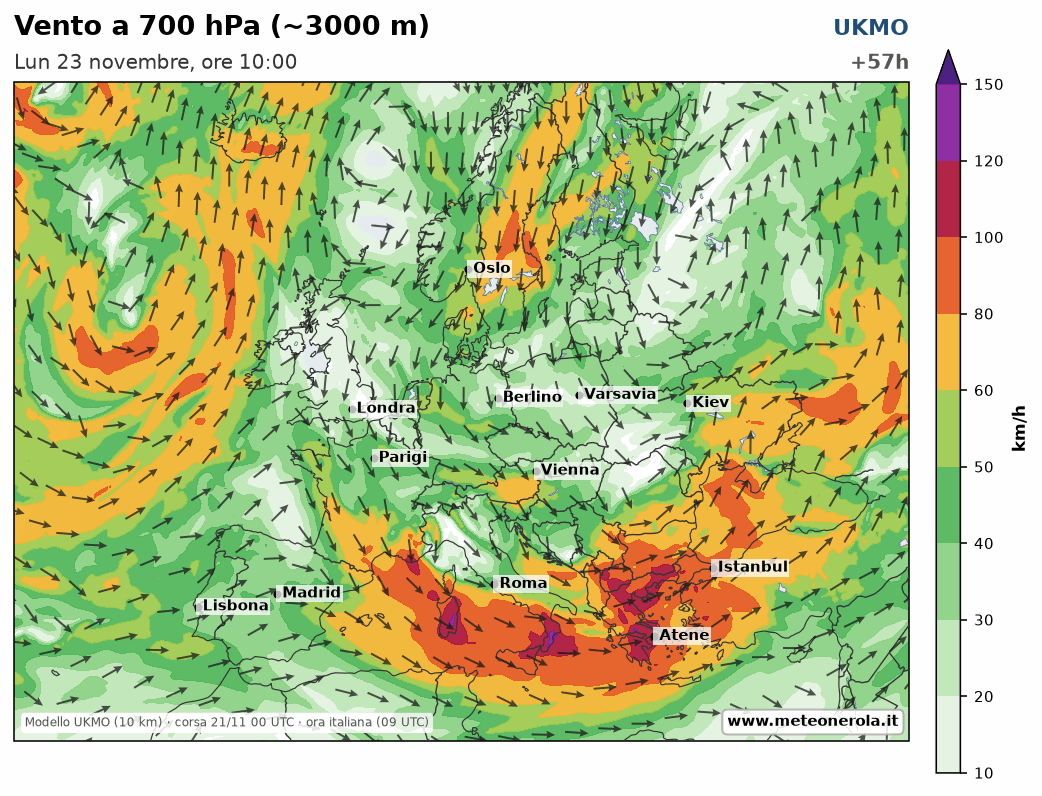 Vento a 700 hPa (~3000 m)
UKMO
Lun 23 novembre, ore 10:00
+57h
150
120
100
80
60
50
40
30
20
10
km/h
Oslo
Berlino
Varsavia
Kiev
Londra
Parigi
Vienna
Roma
Istanbul
Madrid
Lisbona
Atene
Modello UKMO (10 km) · corsa 21/11 00 UTC · ora italiana (09 UTC)
www.meteonerola.it